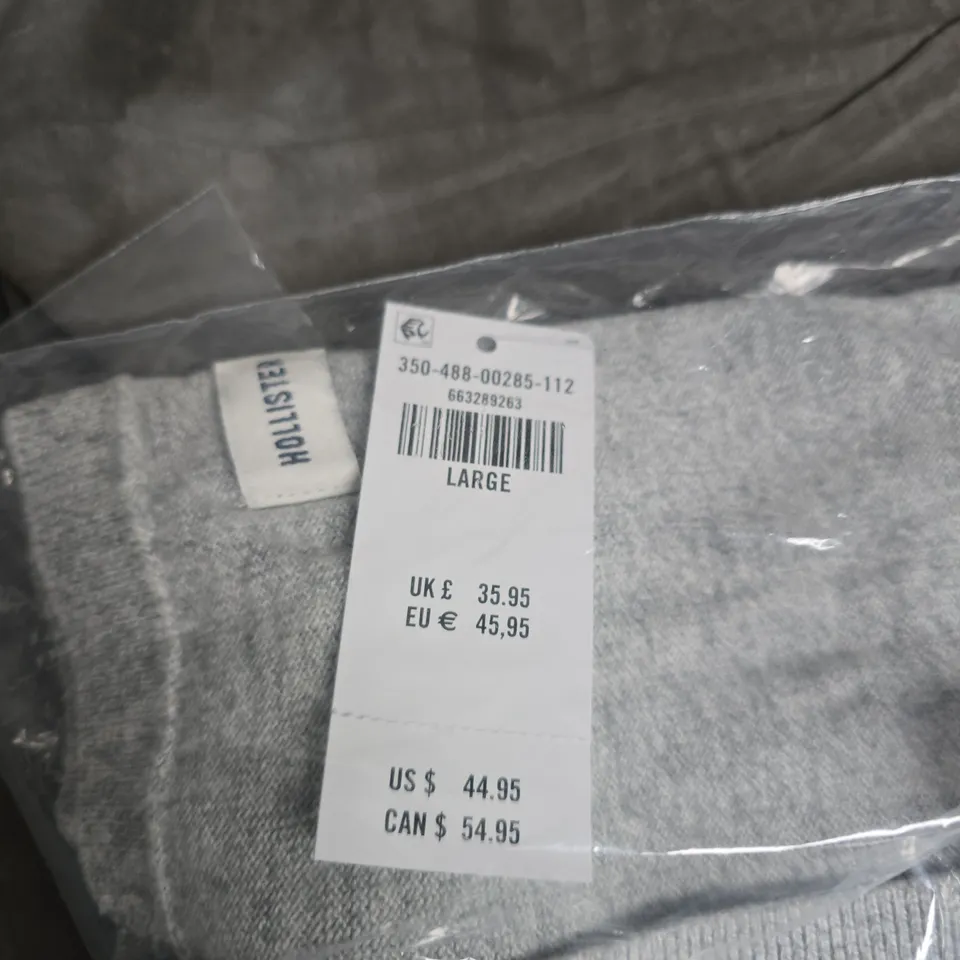 HOLLISTER
350-488-00285-112
663289263
LARGE
UK £ 35.95
EU € 45,95
US $ 44.95
CAN $ 54.95